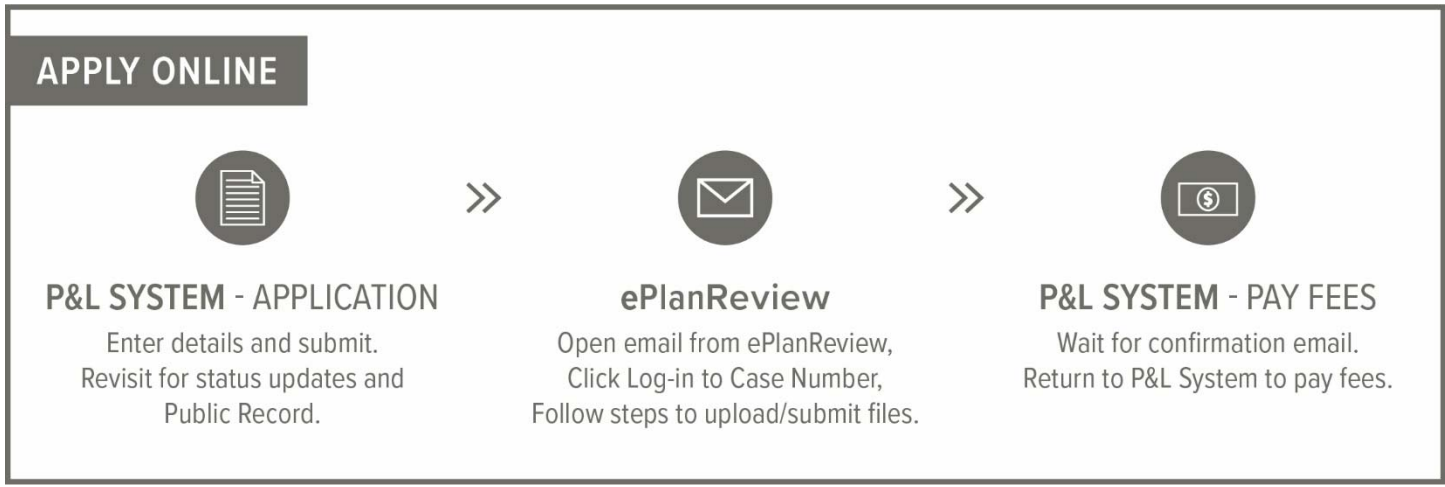 APPLY ONLINE
P&L SYSTEM - APPLICATION
Enter details and submit.
Revisit for status updates and
Public Record.
ePlanReview
Open email from ePlanReview,
Click Log-in to Case Number,
Follow steps to upload/submit files.
P&L SYSTEM - PAY FEES
Wait for confirmation email.
Return to P&L System to pay fees.